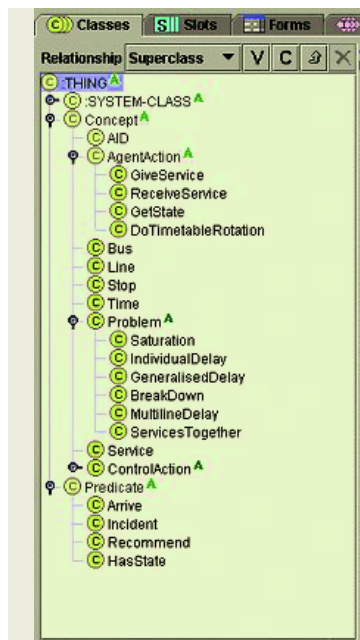 Classes Slots Forms
Relationship Superclass V C
:THING A
:SYSTEM-CLASS A
Concept A
AID
AgentAction A
GiveService
ReceiveService
GetState
DoTimetableRotation
Bus
Line
Stop
Time
Problem A
Saturation
IndividualDelay
GeneralisedDelay
BreakDown
MultilineDelay
ServicesTogether
Service
ControlAction A
Predicate A
Arrive
Incident
Recommend
HasState